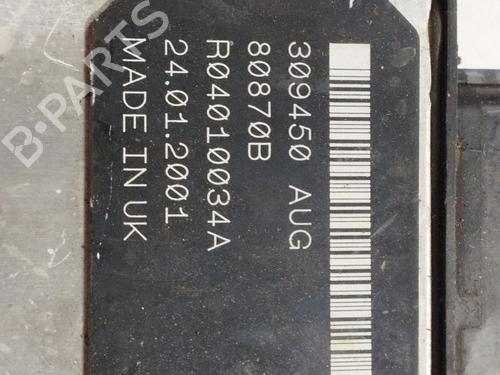 309450 AUG
80870B
R04010034A
24.01.2001
MADE IN UK
B-PARTS